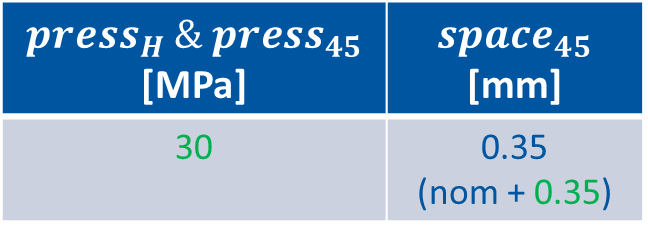 press_H & press_45 space_45
[MPa] [mm]
30 0.35
(nom + 0.35)